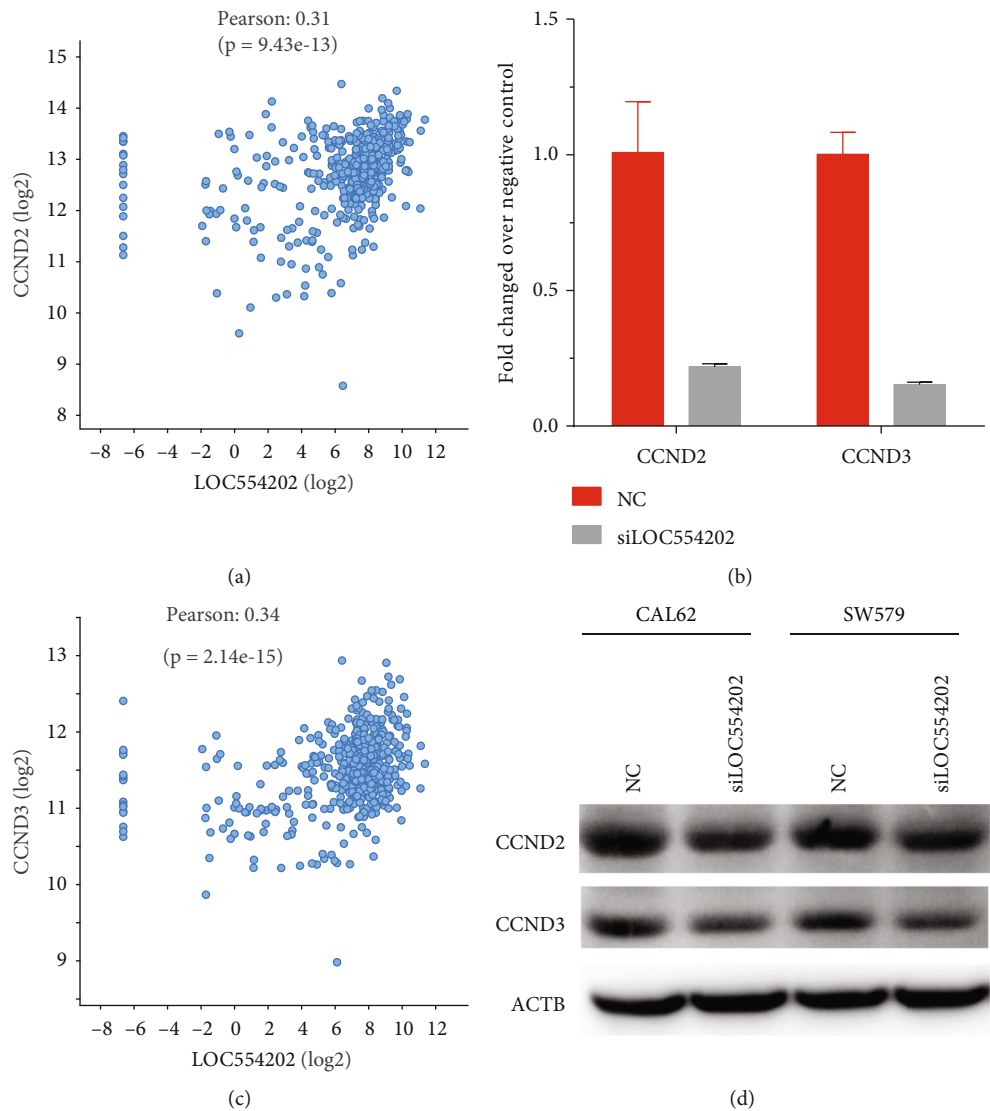 Pearson: 0.31
(p = 9.43e-13)
CCND2 (log2)
15
14
13
12
11
10
9
8
−8 −6 −4 −2 0 2 4 6 8 10 12
LOC554202 (log2)
(a)
Fold changed over negative control
1.5
1.0
0.5
0.0
CCND2 CCND3
NC
siLOC554202
(b)
Pearson: 0.34
(p = 2.14e-15)
CCND3 (log2)
13
12
11
10
9
−8 −6 −4 −2 0 2 4 6 8 10 12
LOC554202 (log2)
(c)
CAL62 SW579
NC siLOC554202 NC siLOC554202
CCND2
CCND3
ACTB
(d)